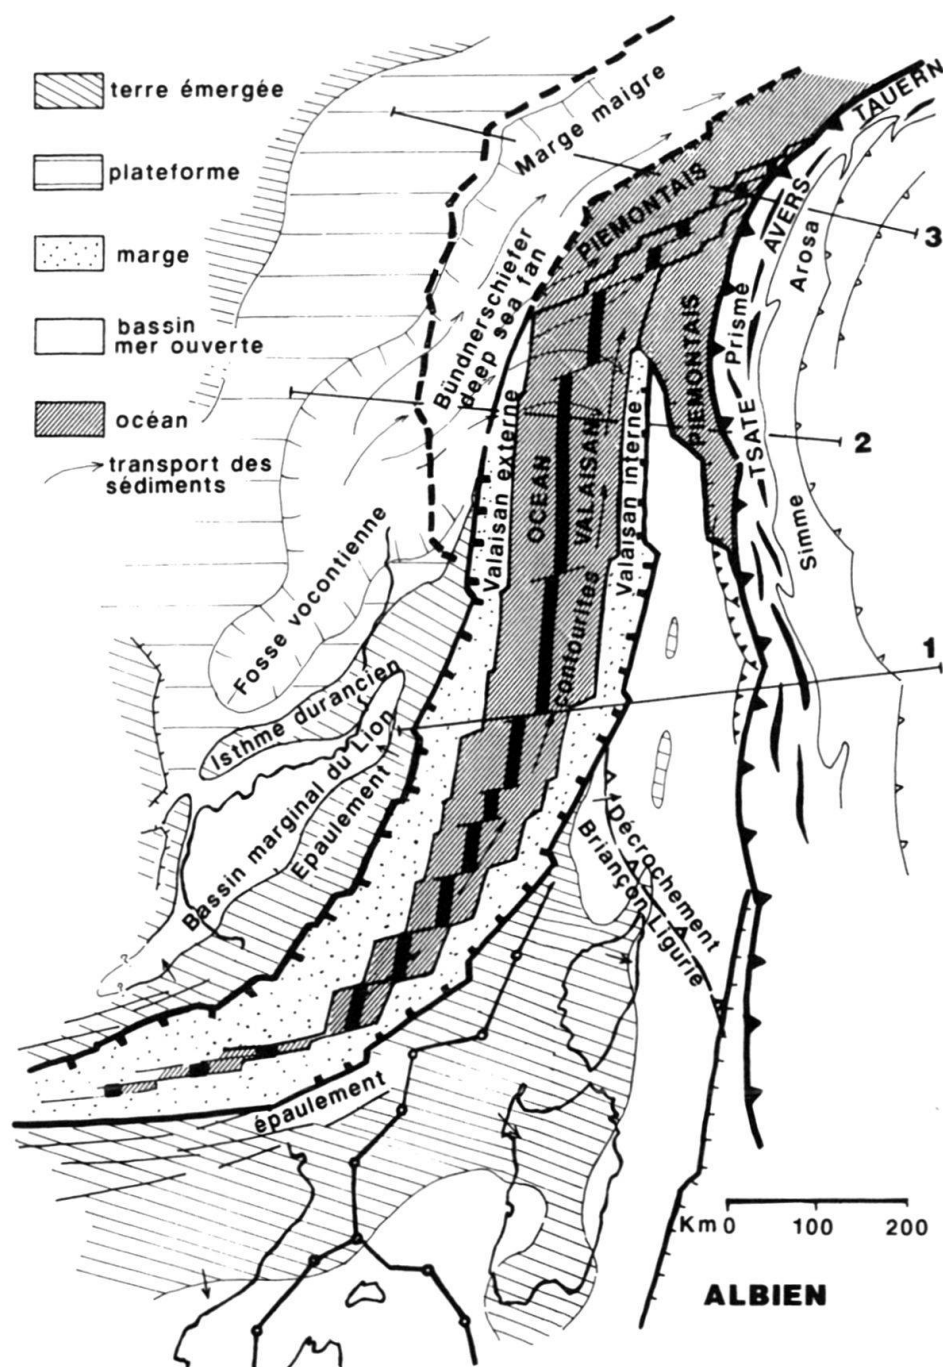 terre émergée
plateforme
marge
bassin
mer ouverte
océan
transport des
sédiments
Marge maigre
TAUERN
PIEMONTAIS
AVERS
Arosa
3
Bündnerschiefer
deep sea fan
Prisme
PIEMONTAIS
TSATE
2
Valaisan externe
OCEAN
VALAISAN
Valaisan interne
Simme
Contourites
Fosse vocontienne
1
Isthme durancien
Bassin marginal du Lion
Epaulement
Décrochement
Briançon-Ligurie
épaulement
Km 0 100 200
ALBIEN